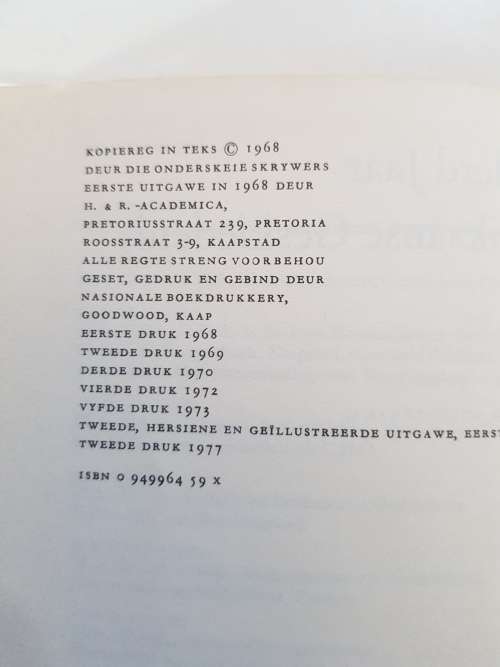 KOPIEREG IN TEKS © 1968
DEUR DIE ONDERSKEIE SKRYWERS
EERSTE UITGAWE IN 1968 DEUR
H. & R. -ACADEMICA,
PRETORIUSSTRAAT 239, PRETORIA
ROOSSTRAAT 3-9, KAAPSTAD
ALLE REGTE STRENG VOORBEHOU
GESET, GEDRUK EN GEBIND DEUR
NASIONALE BOEKDRUKKERY,
GOODWOOD, KAAP
EERSTE DRUK 1968
TWEEDE DRUK 1969
DERDE DRUK 1970
VIERDE DRUK 1972
VYFDE DRUK 1973
TWEEDE, HERSIENE EN GEÏLLUSTREERDE UITGAWE, EERST
TWEEDE DRUK 1977
ISBN 0 949964 59 X